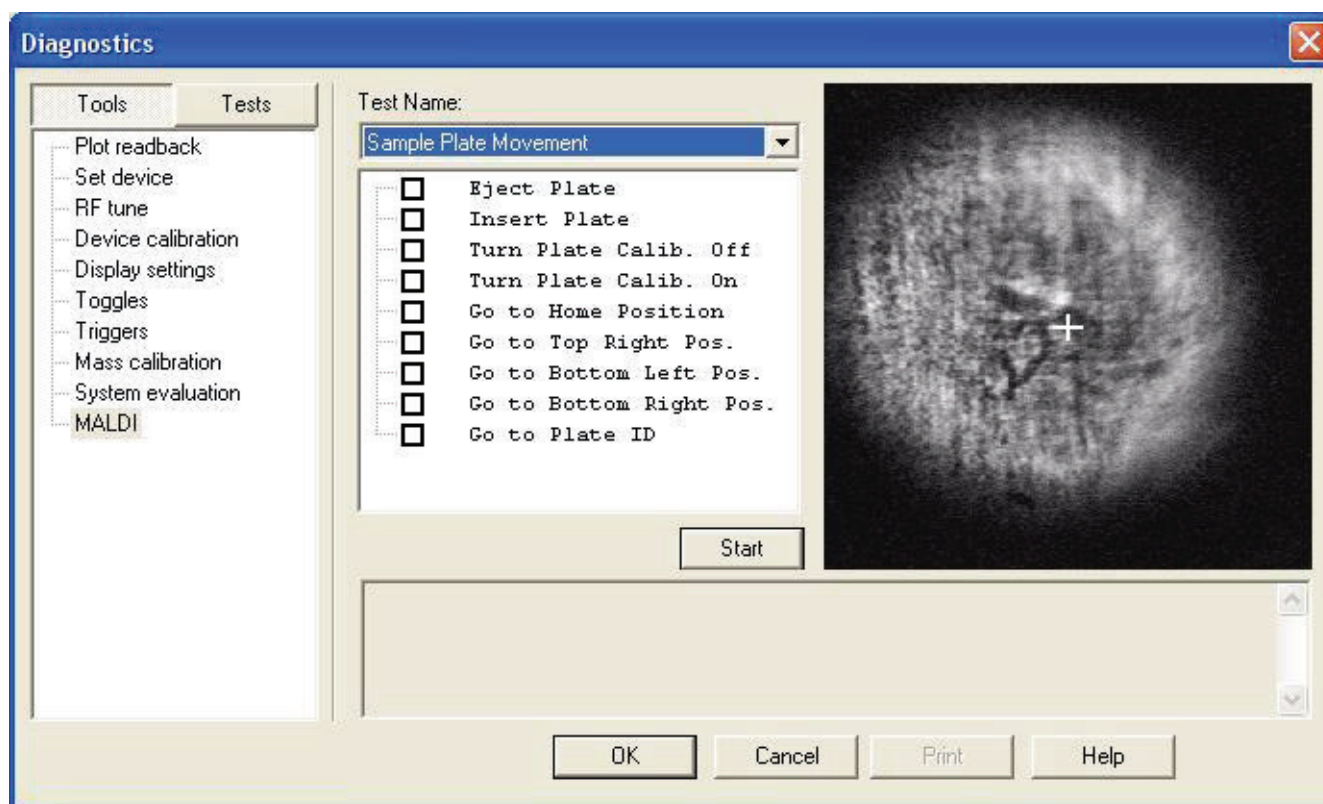 Diagnostics
Tools
Tests
Plot readback
Set device
RF tune
Device calibration
Display settings
Toggles
Triggers
Mass calibration
System evaluation
MALDI
Test Name:
Sample Plate Movement
Eject Plate
Insert Plate
Turn Plate Calib. Off
Turn Plate Calib. On
Go to Home Position
Go to Top Right Pos.
Go to Bottom Left Pos.
Go to Bottom Right Pos.
Go to Plate ID
Start
OK
Cancel
Print
Help